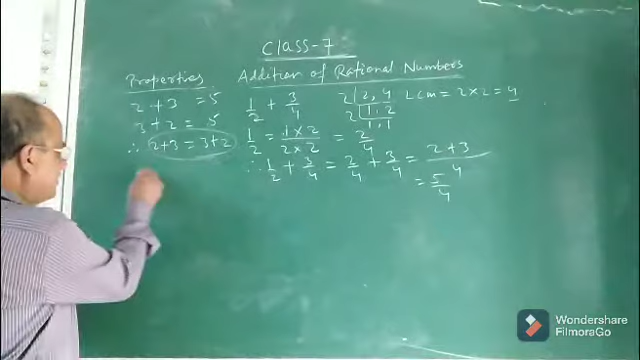 Class-7
Properties
2 + 3 = 5
3 + 2 = 5
∴ 2+3 = 3+2
Addition of Rational Numbers
1/2 + 3/4
2 | 2, 4
2 | 1, 2
1, 1
LCM = 2 × 2 = 4
1/2 = 1×2/2×2 = 2/4
∴ 1/2 + 3/4 = 2/4 + 3/4 = 2+3/4
= 5/4
Wondershare
FilmoraGo